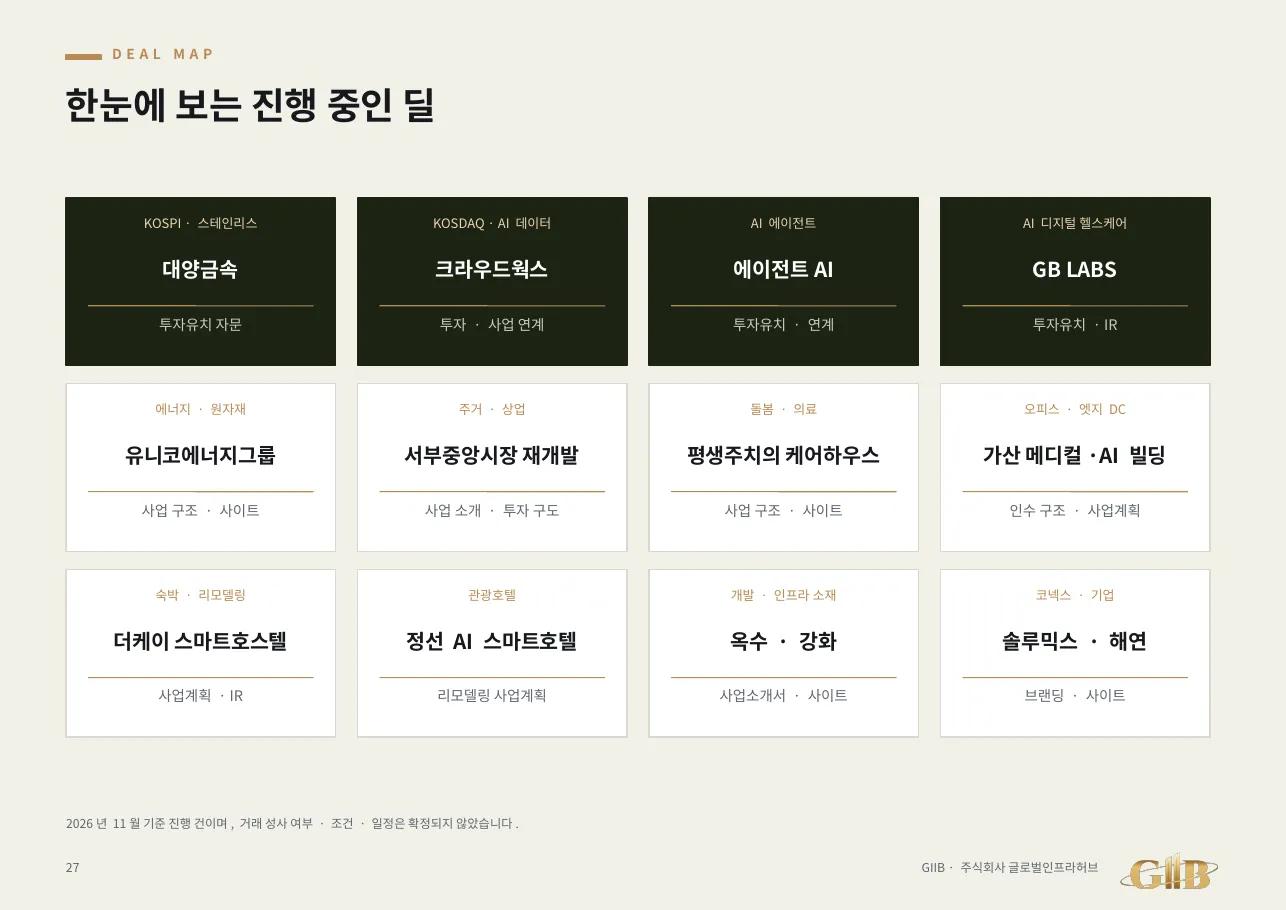 DEAL MAP
한눈에 보는 진행 중인 딜
KOSPI · 스테인리스
대양금속
투자유치 자문
KOSDAQ · AI 데이터
크라우드웍스
투자 · 사업 연계
AI 에이전트
에이전트 AI
투자유치 · 연계
AI 디지털 헬스케어
GB LABS
투자유치 · IR
에너지 · 원자재
유니코에너지그룹
사업 구조 · 사이트
주거 · 상업
서부중앙시장 재개발
사업 소개 · 투자 구도
돌봄 · 의료
평생주치의 케어하우스
사업 구조 · 사이트
오피스 · 엣지 DC
가산 메디컬 · AI 빌딩
인수 구조 · 사업계획
숙박 · 리모델링
더케이 스마트호스텔
사업계획 · IR
관광호텔
정선 AI 스마트호텔
리모델링 사업계획
개발 · 인프라 소재
옥수 · 강화
사업소개서 · 사이트
코넥스 · 기업
솔루믹스 · 해연
브랜딩 · 사이트
2026 년 11 월 기준 진행 건이며 , 거래 성사 여부 · 조건 · 일정은 확정되지 않았습니다 .
27
GIIB · 주식회사 글로벌인프라허브
GIIB